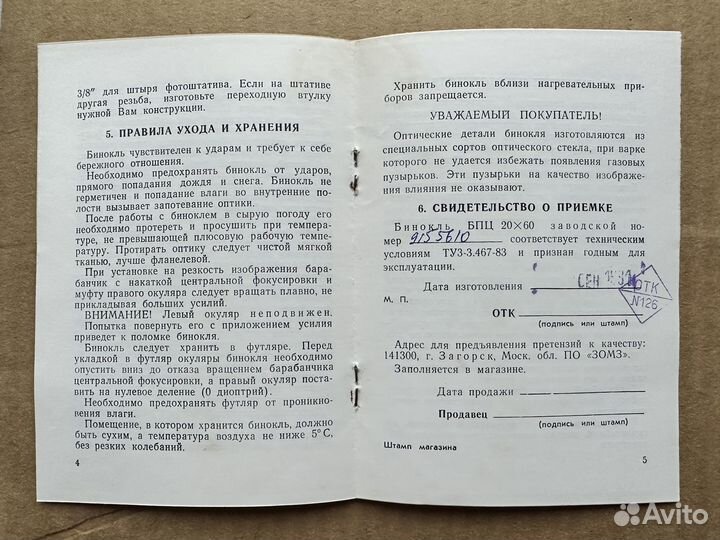 3/8″ для штыря фотоштатива. Если на штативе
другая резьба, изготовьте переходную втулку
нужной Вам конструкции.
5. ПРАВИЛА УХОДА И ХРАНЕНИЯ
Бинокль чувствителен к ударам и требует к себе
бережного отношения.
Необходимо предохранять бинокль от ударов,
прямого попадания дождя и снега. Бинокль не
герметичен и попадание влаги во внутренние по-
лости вызывает запотевание оптики.
После работы с биноклем в сырую погоду его
необходимо протереть и просушить при темпера-
туре, не превышающей плюсовую рабочую темпе-
ратуру. Протирать оптику следует чистой мягкой
тканью, лучше фланелевой.
При установке на резкость изображения бара-
банчик с накаткой центральной фокусировки и
муфту правого окуляра следует вращать плавно, не
прикладывая больших усилий.
ВНИМАНИЕ! Левый окуляр неподвижен.
Попытка повернуть его с приложением усилия
приведет к поломке бинокля.
Бинокль следует хранить в футляре. Перед
укладкой в футляр окуляры бинокля необходимо
опустить вниз до отказа вращением барабанчика
центральной фокусировки, а правый окуляр поста-
вить на нулевое деление (0 диоптрий).
Необходимо предохранять футляр от проникно-
вения влаги.
Помещение, в котором хранится бинокль, должно
быть сухим, а температура воздуха не ниже 5°С,
без резких колебаний.
4
Хранить бинокль вблизи нагревательных при-
боров запрещается.
УВАЖАЕМЫЙ ПОКУПАТЕЛЬ!
Оптические детали бинокля изготовляются из
специальных сортов оптического стекла, при варке
которого не удается избежать появления газовых
пузырьков. Эти пузырьки на качество изображе-
ния влияния не оказывают.
6. СВИДЕТЕЛЬСТВО О ПРИЕМКЕ
Бинокль БПЦ 20×60 заводской но-
мер 9155610 соответствует техническим
условиям ТУ3-3.467-83 и признан годным для
эксплуатации.
Дата изготовления СЕН
М. П.
ОТК
ОТК
N126
(подпись или штамп)
Адрес для предъявления претензий к качеству:
141300, г. Загорск, Моск. обл. ПО «ЗОМЗ».
Заполняется в магазине.
Дата продажи
Продавец
(подпись или штамп)
Штамп магазина
5
Avito